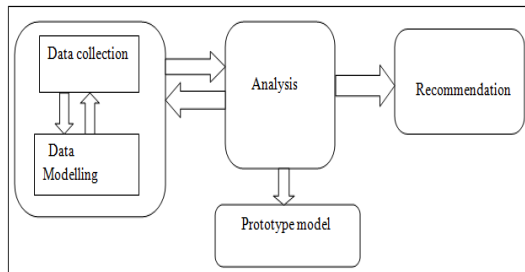 Data collection
Data
Modelling
Analysis
Recommendation
Prototype model